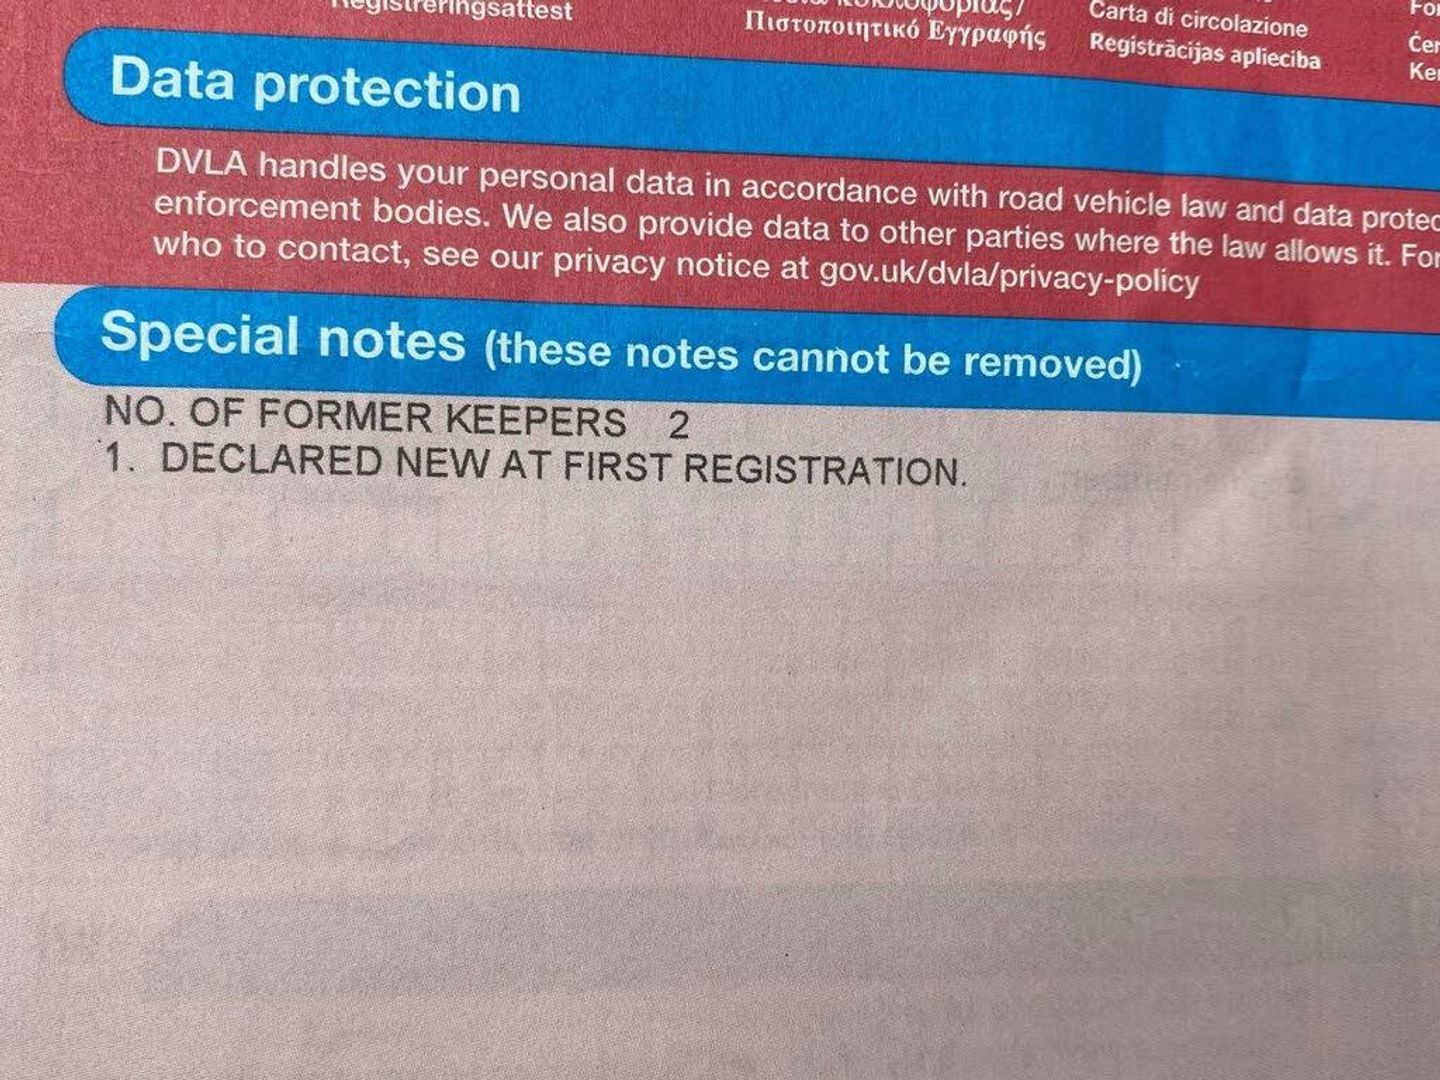 Registreringsattest
Πιστοποιητικό Εγγραφής
Carta di circolazione
Registrācijas apliecība
Data protection
DVLA handles your personal data in accordance with road vehicle law and data
enforcement bodies. We also provide data to other parties where the law allows it. For
who to contact, see our privacy notice at gov.uk/dvla/privacy-policy
Special notes (these notes cannot be removed)
NO. OF FORMER KEEPERS 2
1. DECLARED NEW AT FIRST REGISTRATION.